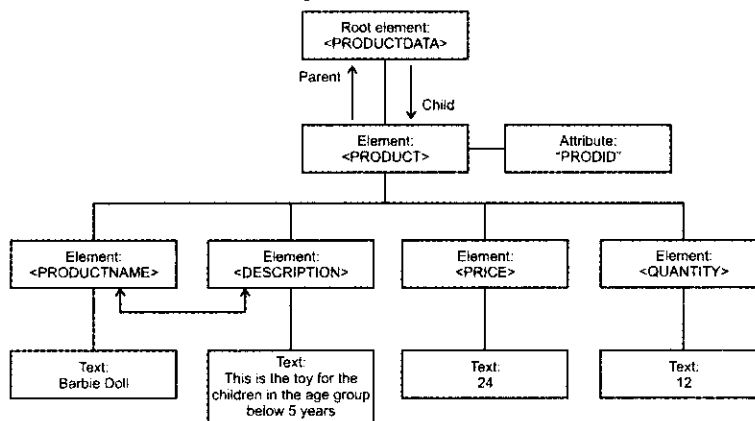 Root element:
<PRODUCTDATA>
Parent
Child
Element:
<PRODUCT>
Attribute:
"PRODID"
Element:
<PRODUCTNAME>
Element:
<DESCRIPTION>
Element:
<PRICE>
Element:
<QUANTITY>
Text:
Barbie Doll
Text:
This is the toy for the
children in the age group
below 5 years
Text:
24
Text:
12